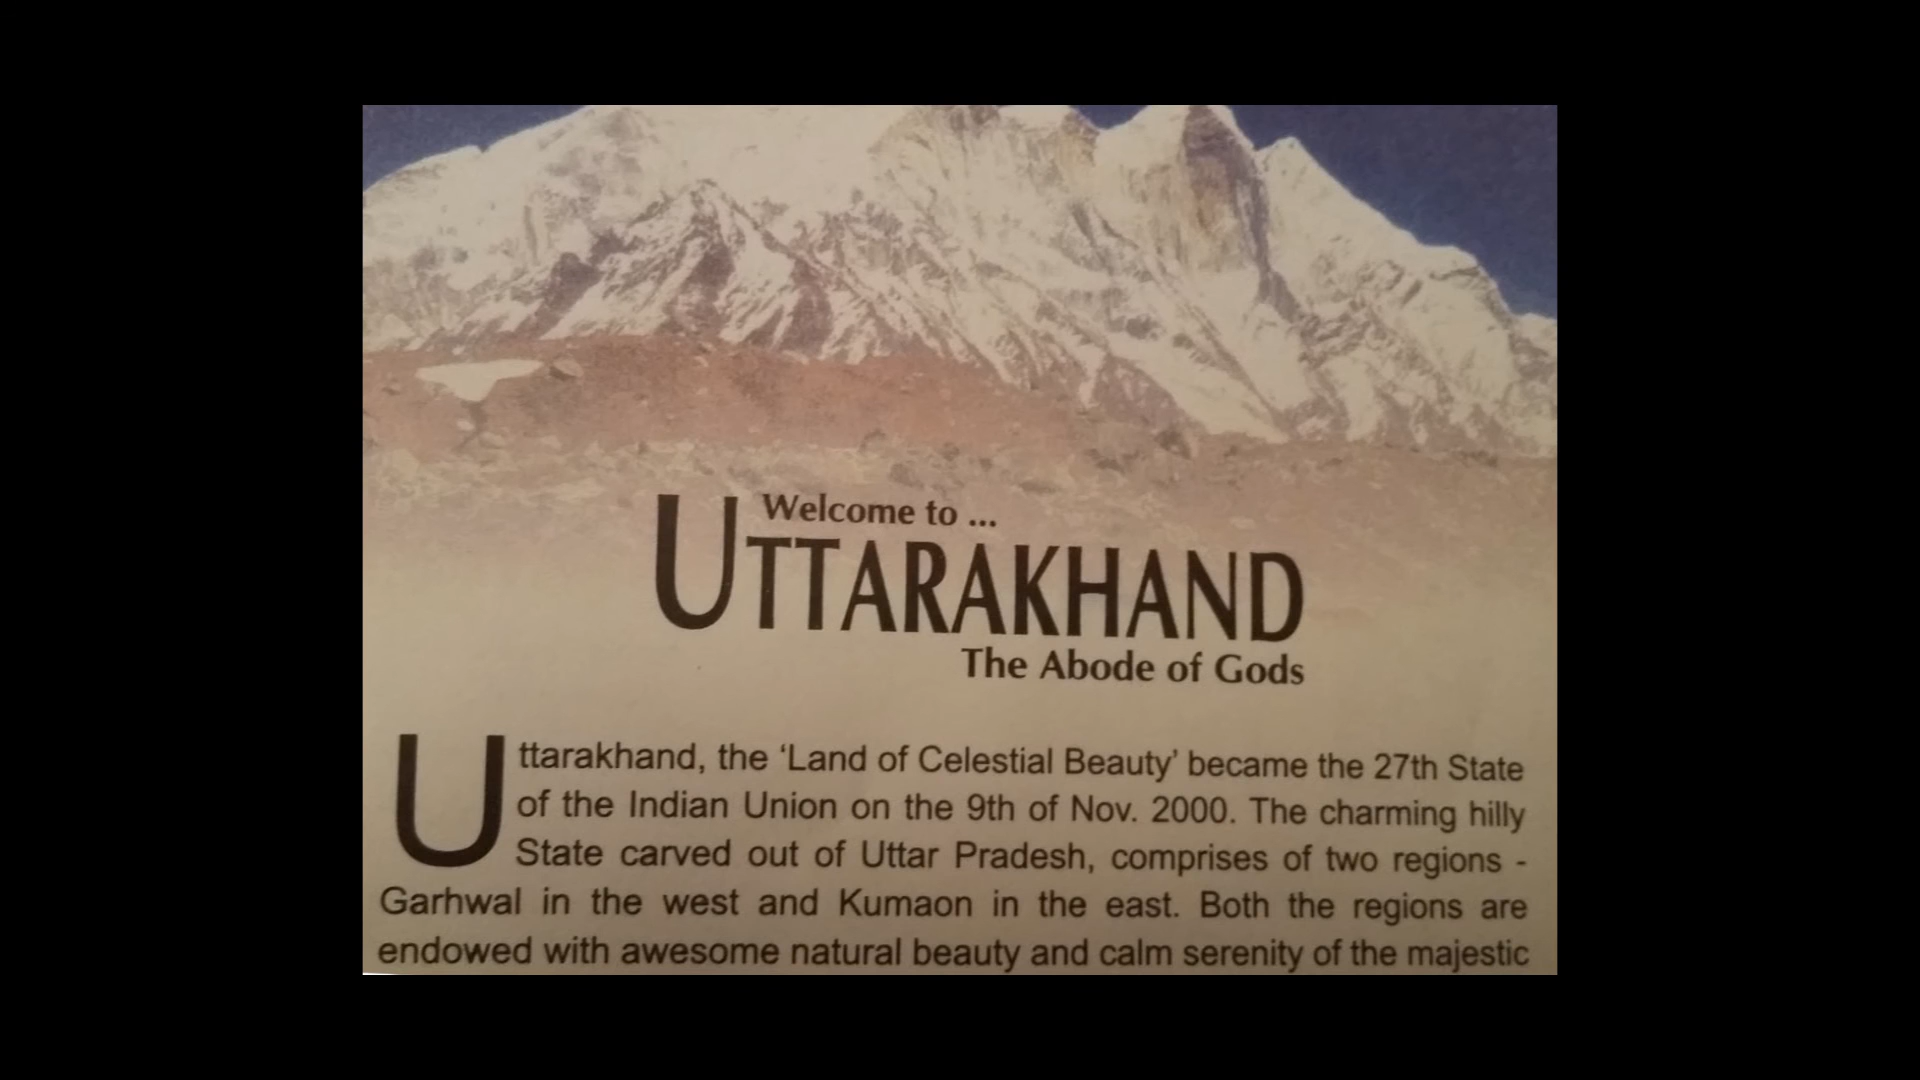 Welcome to ...
UTTARAKHAND
The Abode of Gods
Uttarakhand, the ‘Land of Celestial Beauty’ became the 27th State
of the Indian Union on the 9th of Nov. 2000. The charming hilly
State carved out of Uttar Pradesh, comprises of two regions -
Garhwal in the west and Kumaon in the east. Both the regions are
endowed with awesome natural beauty and calm serenity of the majestic